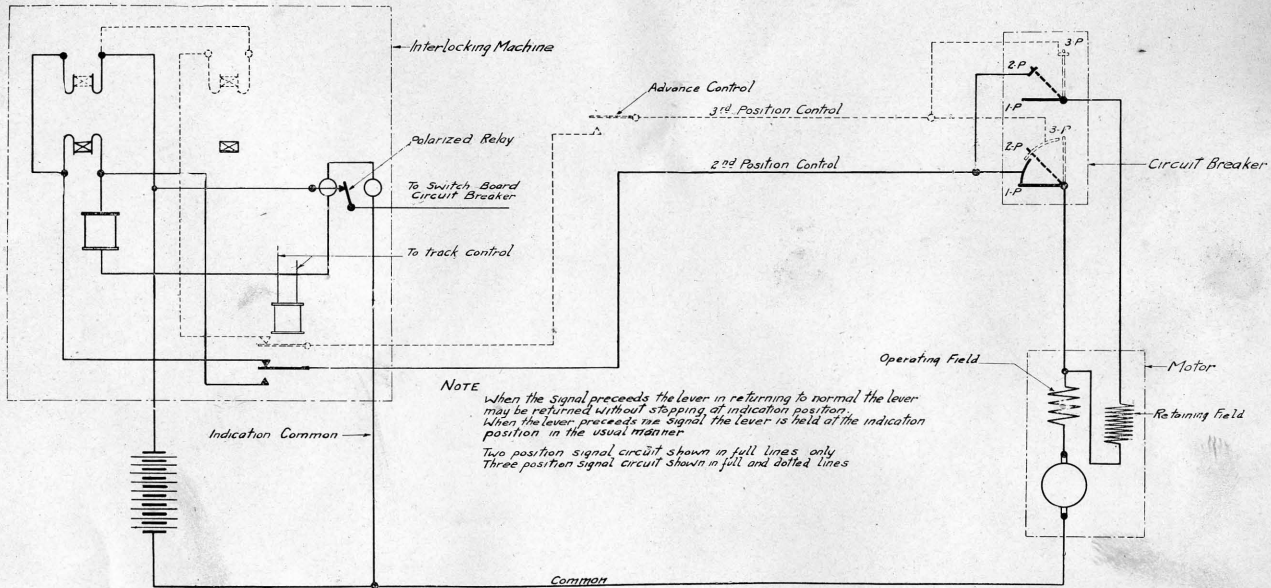 Interlocking Machine
3-P
2-P
1-P
Advance Control
3rd Position Control
Polarized Relay
3-P
2-P
Circuit Breaker
2nd Position Control
To Switch Board
Circuit Breaker
1-P
To track control
Operating Field
Motor
NOTE
When the signal preceeds the lever in returning to normal the lever
may be returned without stopping at indication position.
When the lever preceeds the signal the lever is held at the indication
position in the usual manner
Retaining Field
Indication Common
Two position signal circuit shown in full lines only
Three position signal circuit shown in full and dotted lines
Common